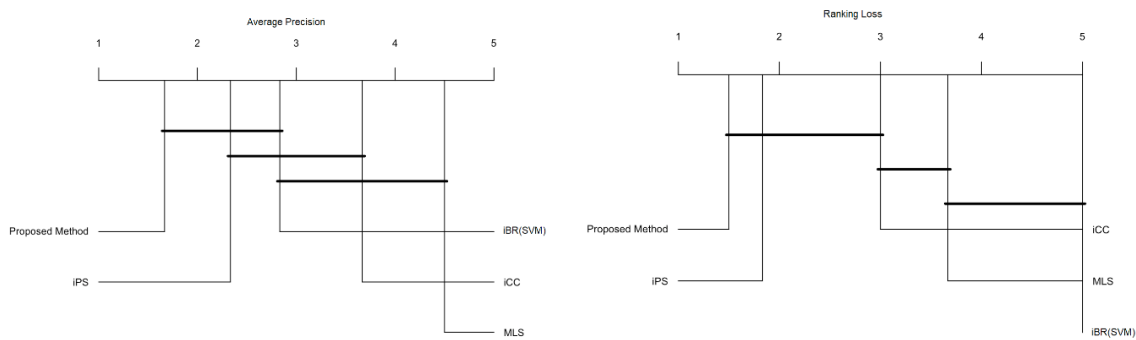 Average Precision
1 2 3 4 5
Proposed Method
iBR(SVM)
iPS
iCC
MLS
Ranking Loss
1 2 3 4 5
Proposed Method
iCC
iPS
MLS
iBR(SVM)